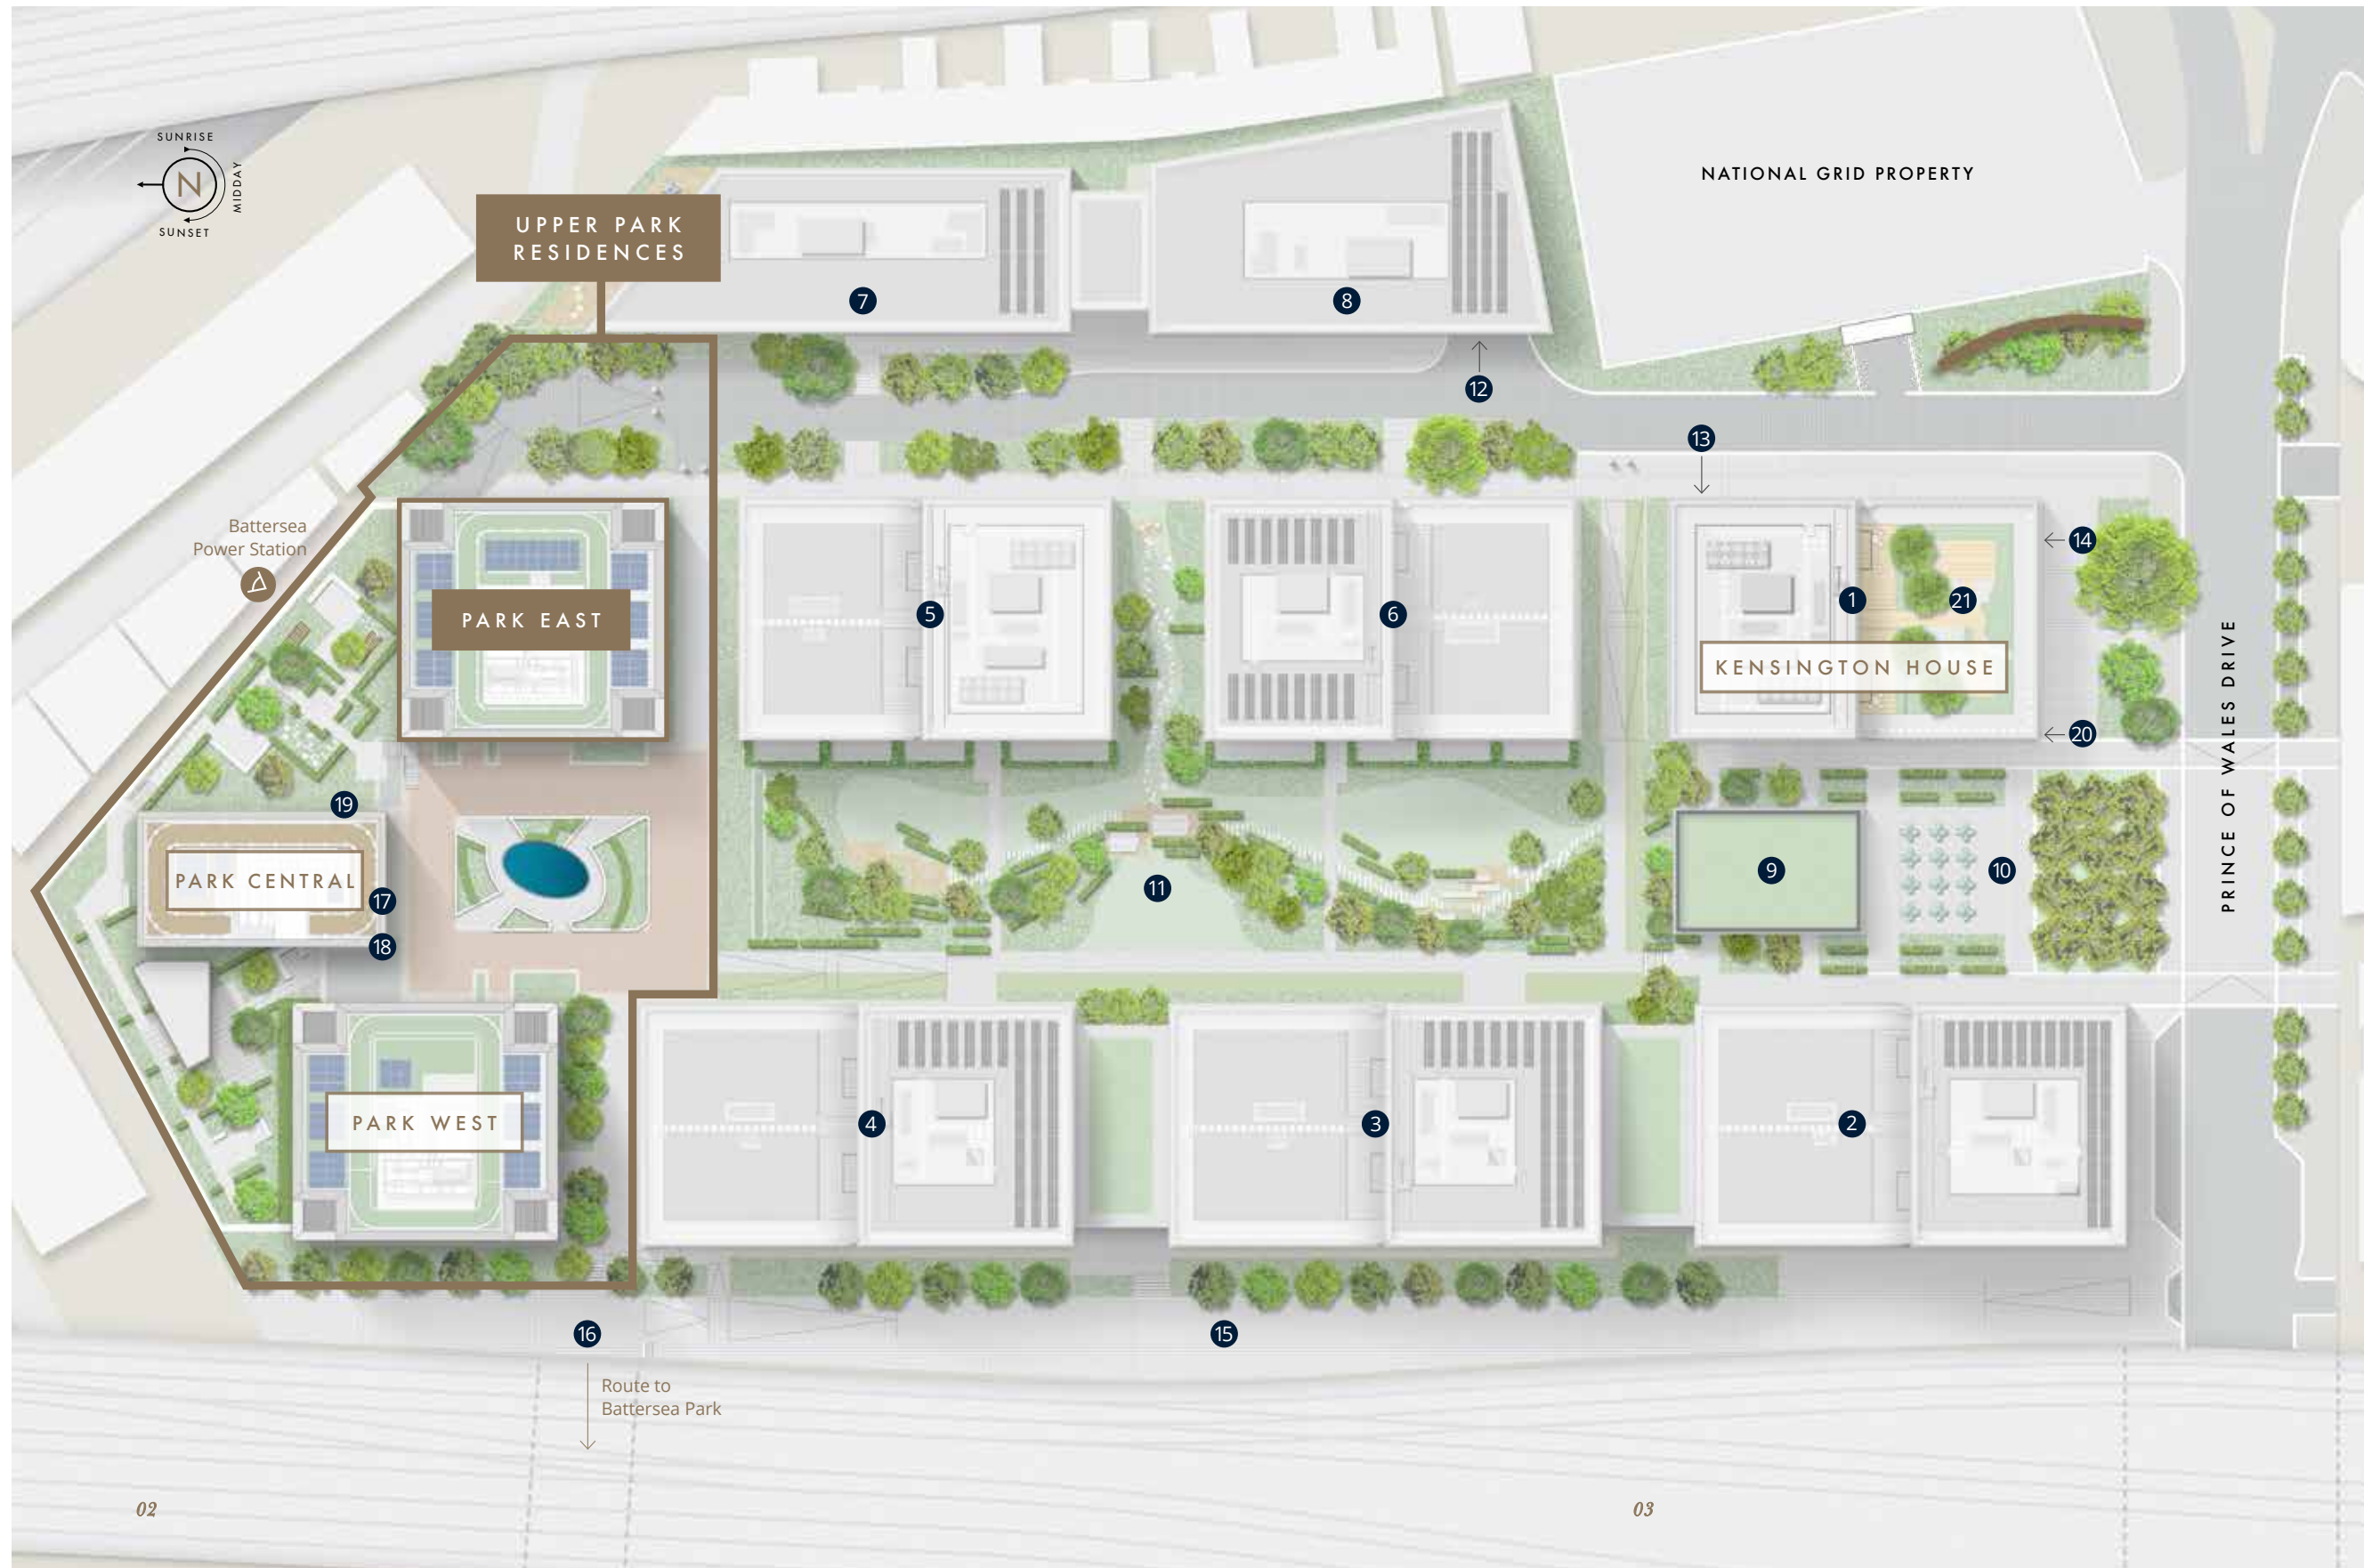 SUNRISE
N
MIDDAY
SUNSET
UPPER PARK
RESIDENCES
NATIONAL GRID PROPERTY
7
8
12
13
Battersea
Power Station
PARK EAST
5
6
1
21
14
KENSINGTON HOUSE
20
PRINCE OF WALES DRIVE
19
PARK CENTRAL
17
18
11
9
10
PARK WEST
4
3
2
16
15
Route to
Battersea Park
02
03